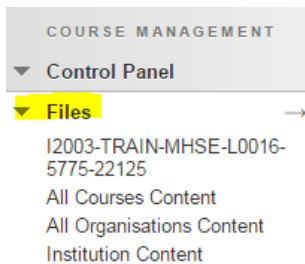 COURSE MANAGEMENT
Control Panel
Files
I2003-TRAIN-MHSE-L0016-
5775-22125
All Courses Content
All Organisations Content
Institution Content